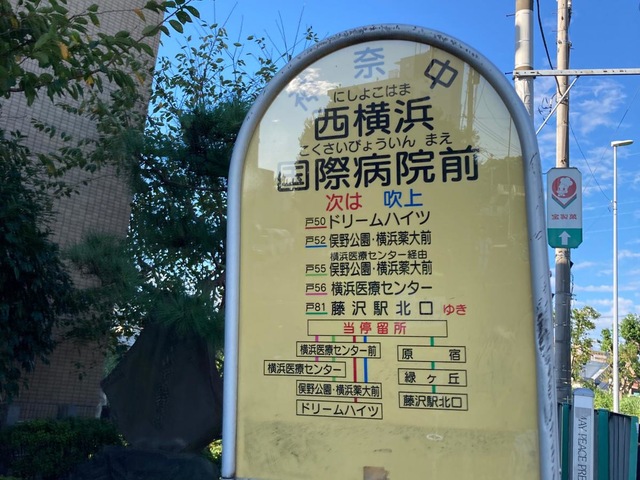 神奈中
にしよこはま
西横浜
こくさいびょういん まえ
国際病院前
次は 吹上
戸50 ドリームハイツ
戸52 俣野公園・横浜薬大前
横浜医療センター経由
戸55 俣野公園・横浜薬大前
戸56 横浜医療センター
戸81 藤沢駅北口 ゆき
当停留所
横浜医療センター前
横浜医療センター
俣野公園・横浜薬大前
ドリームハイツ
原宿
緑ヶ丘
藤沢駅北口
宝製菓
MAY PEACE PRE